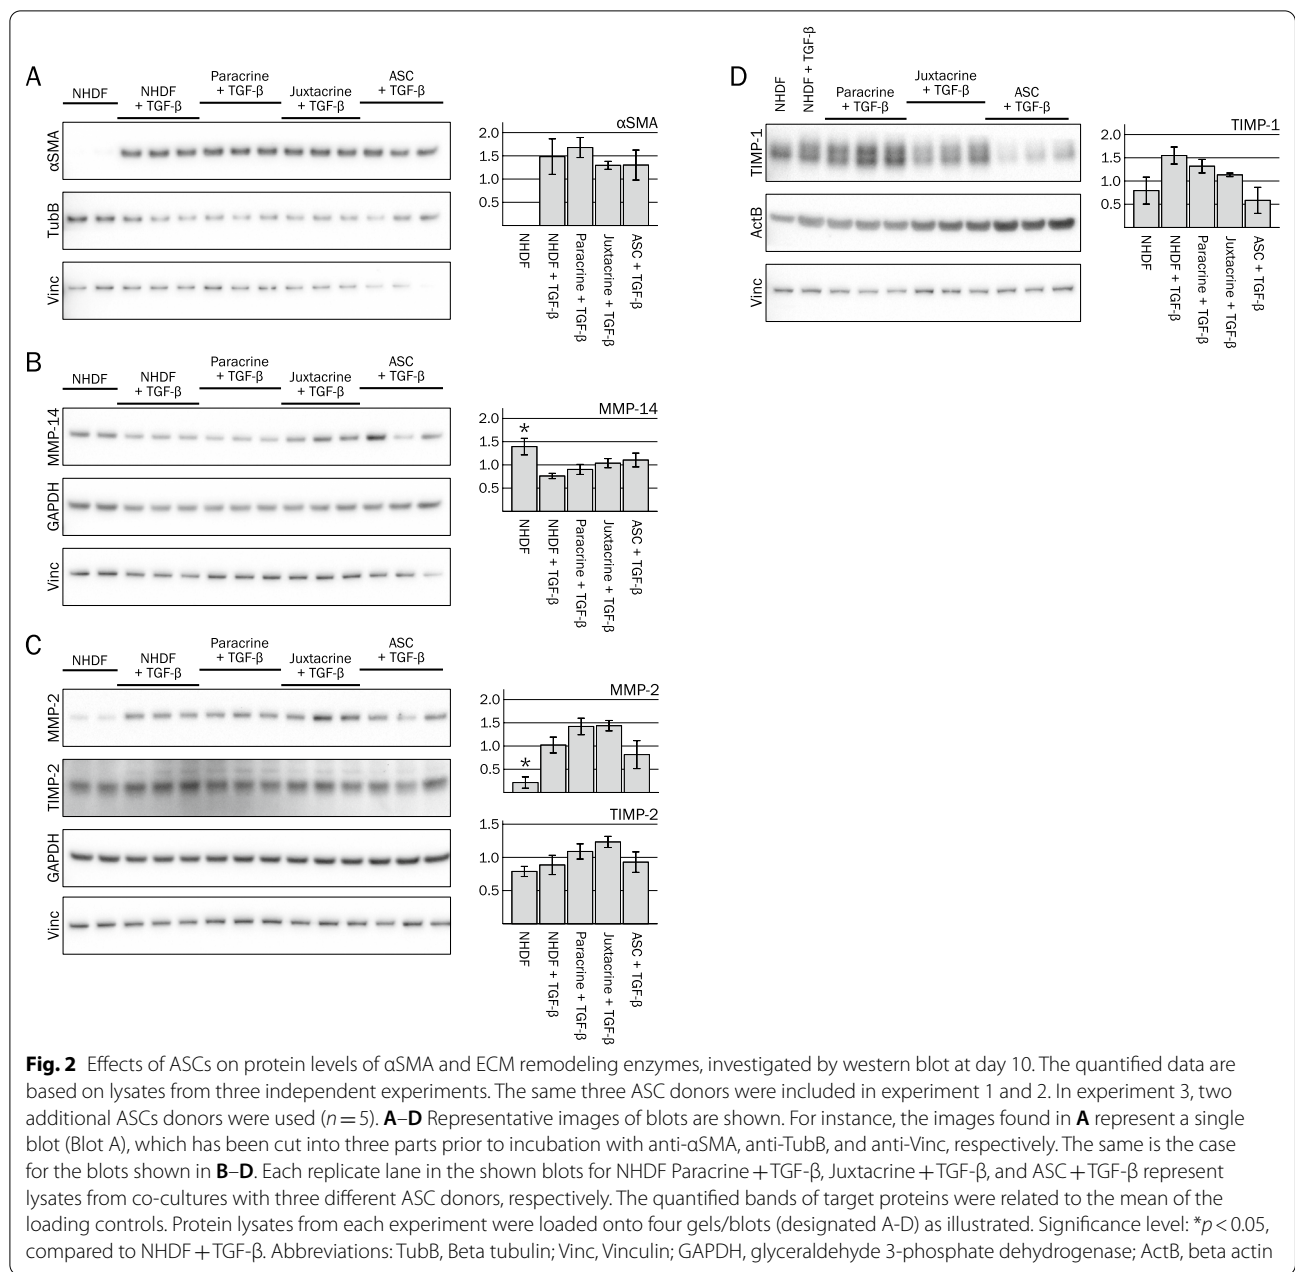 A
NHDF
NHDF
+ TGF-β
Paracrine
+ TGF-β
Juxtacrine
+ TGF-β
ASC
+ TGF-β
αSMA
TubB
Vinc
αSMA
2.0
1.5
1.0
0.5
NHDF
NHDF + TGF-β
Paracrine + TGF-β
Juxtacrine + TGF-β
ASC + TGF-β
B
NHDF
NHDF
+ TGF-β
Paracrine
+ TGF-β
Juxtacrine
+ TGF-β
ASC
+ TGF-β
MMP-14
GAPDH
Vinc
MMP-14
2.0
1.5
1.0
0.5
*
NHDF
NHDF + TGF-β
Paracrine + TGF-β
Juxtacrine + TGF-β
ASC + TGF-β
C
NHDF
NHDF
+ TGF-β
Paracrine
+ TGF-β
Juxtacrine
+ TGF-β
ASC
+ TGF-β
MMP-2
TIMP-2
GAPDH
Vinc
MMP-2
2.0
1.5
1.0
0.5
*
TIMP-2
1.5
1.0
0.5
NHDF
NHDF + TGF-β
Paracrine + TGF-β
Juxtacrine + TGF-β
ASC + TGF-β
D
NHDF
NHDF + TGF-β
Paracrine
+ TGF-β
Juxtacrine
+ TGF-β
ASC
+ TGF-β
TIMP-1
ActB
Vinc
TIMP-1
2.0
1.5
1.0
0.5
NHDF
NHDF + TGF-β
Paracrine + TGF-β
Juxtacrine + TGF-β
ASC + TGF-β
Fig. 2 Effects of ASCs on protein levels of αSMA and ECM remodeling enzymes, investigated by western blot at day 10. The quantified data are
based on lysates from three independent experiments. The same three ASC donors were included in experiment 1 and 2. In experiment 3, two
additional ASCs donors were used (n = 5). A–D Representative images of blots are shown. For instance, the images found in A represent a single
blot (Blot A), which has been cut into three parts prior to incubation with anti-αSMA, anti-TubB, and anti-Vinc, respectively. The same is the case
for the blots shown in B–D. Each replicate lane in the shown blots for NHDF Paracrine + TGF-β, Juxtacrine + TGF-β, and ASC + TGF-β represent
lysates from co-cultures with three different ASC donors, respectively. The quantified bands of target proteins were related to the mean of the
loading controls. Protein lysates from each experiment were loaded onto four gels/blots (designated A-D) as illustrated. Significance level: *p < 0.05,
compared to NHDF + TGF-β. Abbreviations: TubB, Beta tubulin; Vinc, Vinculin; GAPDH, glyceraldehyde 3-phosphate dehydrogenase; ActB, beta actin